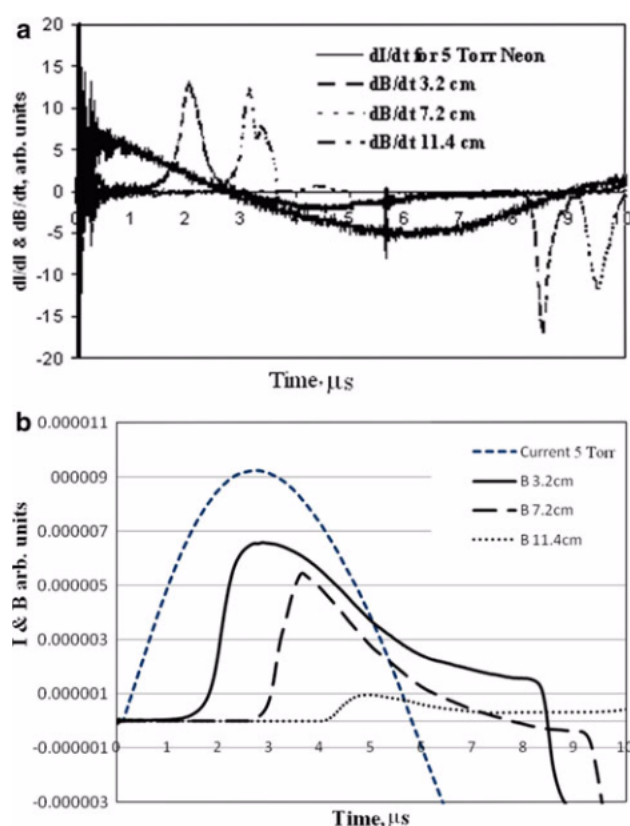 a
dI/dI & dB/dt, arb. units
20
15
10
5
0
-5
-10
-15
-20
dI/dt for 5 Torr Neon
dB/dt 3.2 cm
dB/dt 7.2 cm
dB/dt 11.4 cm
0 1 2 3 4 5 6 7 8 9 10
Time, μs
b
I & B arb. units
0.000011
0.000009
0.000007
0.000005
0.000003
0.000001
-0.000001
-0.000003
Current 5 Torr
B 3.2cm
B 7.2cm
B 11.4cm
0 1 2 3 4 5 6 7 8 9 10
Time, μs